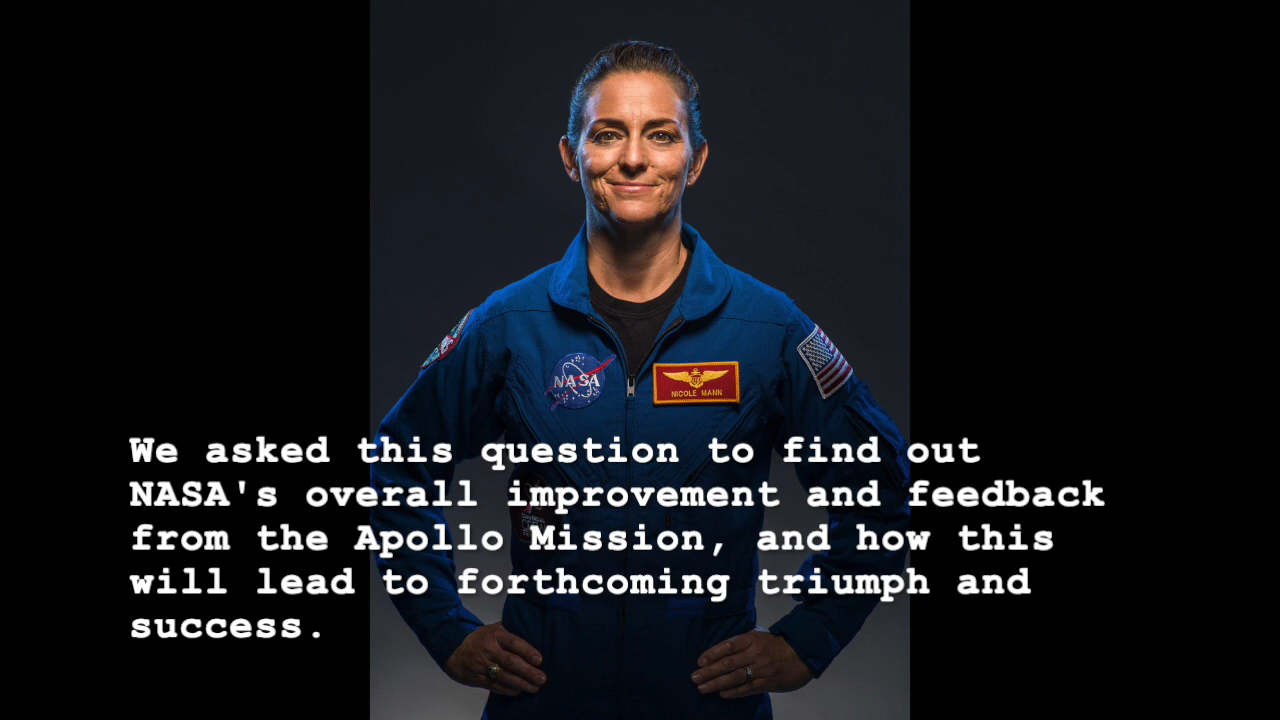 NASA
NICOLE MANN
We asked this question to find out
NASA's overall improvement and feedback
from the Apollo Mission, and how this
will lead to forthcoming triumph and
success.